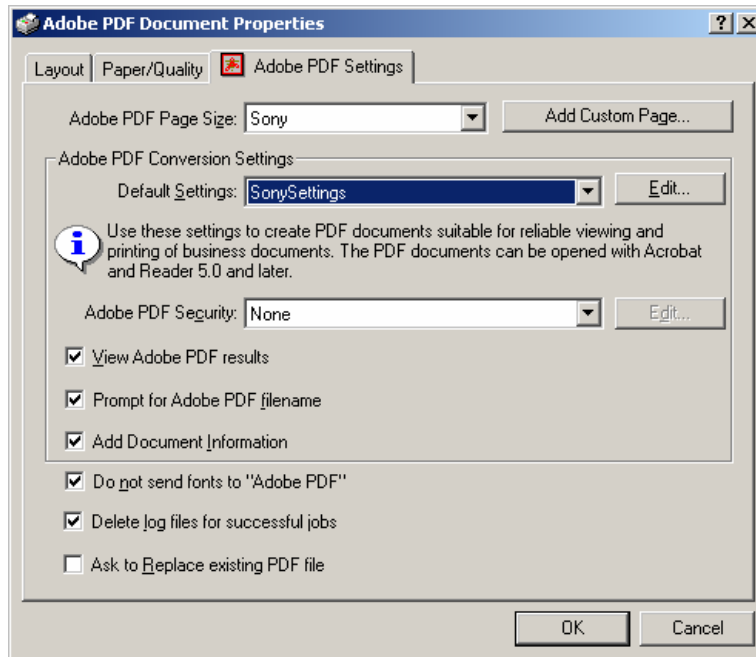 Adobe PDF Document Properties
Layout
Paper/Quality
Adobe PDF Settings
Adobe PDF Page Size: Sony
Add Custom Page...
Adobe PDF Conversion Settings
Default Settings: SonySettings
Edit...
Use these settings to create PDF documents suitable for reliable viewing and
printing of business documents. The PDF documents can be opened with Acrobat
and Reader 5.0 and later.
Adobe PDF Security: None
Edit...
View Adobe PDF results
Prompt for Adobe PDF filename
Add Document Information
Do not send fonts to "Adobe PDF"
Delete log files for successful jobs
Ask to Replace existing PDF file
OK
Cancel